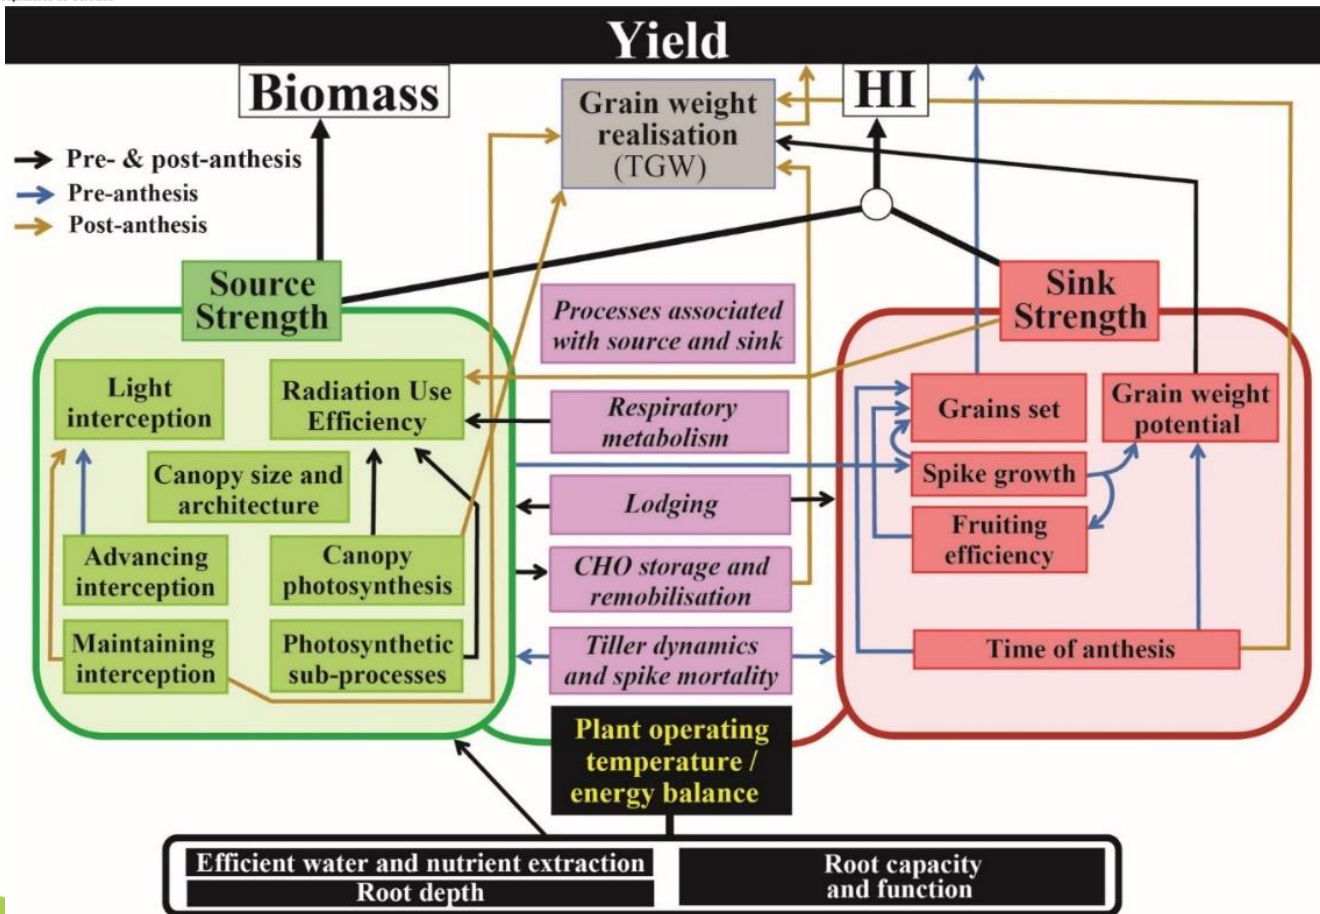 Yield
Biomass
Grain weight
realisation
(TGW)
HI
Pre- & post-anthesis
Pre-anthesis
Post-anthesis
Source
Strength
Sink
Strength
Processes associated
with source and sink
Light
interception
Radiation Use
Efficiency
Respiratory
metabolism
Grains set
Grain weight
potential
Canopy size and
architecture
Lodging
Spike growth
Advancing
interception
Canopy
photosynthesis
CHO storage and
remobilisation
Fruiting
efficiency
Maintaining
interception
Photosynthetic
sub-processes
Tiller dynamics
and spike mortality
Time of anthesis
Plant operating
temperature /
energy balance
Efficient water and nutrient extraction
Root depth
Root capacity
and function